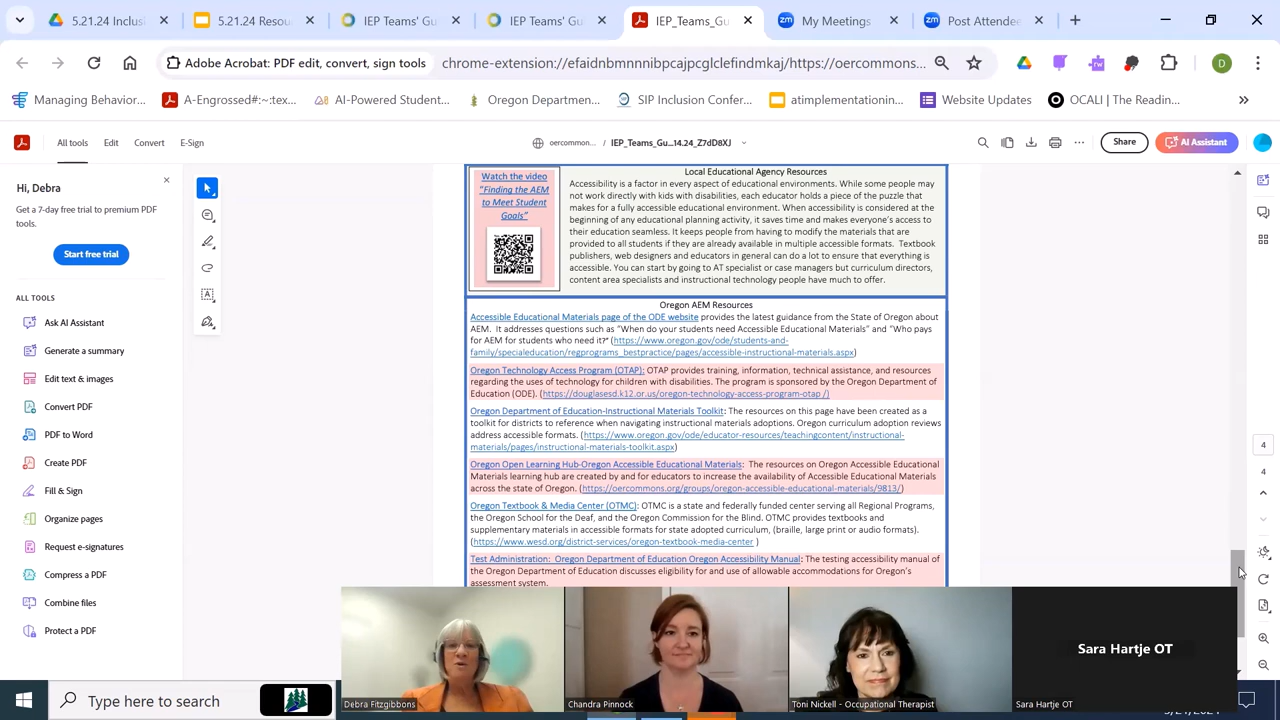 5.21.24 Inclus
5.21.24 Resou
IEP Teams' Gu
IEP Teams' Gu
IEP_Teams_Gu
My Meetings
Post Attendee
Adobe Acrobat: PDF edit, convert, sign tools
chrome-extension://efaidnbmnnnibpcajpcglclefindmkaj/https://oercommons...
D
Managing Behavior...
A-Engrossed#:~:tex...
AI-Powered Student...
Oregon Departmen...
SIP Inclusion Confer...
atimplementationin...
Website Updates
OCALI | The Readin...
All tools
Edit
Convert
E-Sign
oercommon... / IEP_Teams_Gu...14.24_Z7dD8XJ
Share
AI Assistant
Hi, Debra
Get a 7-day free trial to premium PDF
tools.
Start free trial
ALL TOOLS
Ask AI Assistant
Generate a summary
Edit text & images
Convert PDF
PDF to Word
Create PDF
Fill & Sign
Organize pages
Request e-signatures
Compress a PDF
Combine files
Protect a PDF
Watch the video
"Finding the AEM
to Meet Student
Goals"
Local Educational Agency Resources
Accessibility is a factor in every aspect of educational environments. While some people may
not work directly with kids with disabilities, each educator holds a piece of the puzzle that
makes for a fully accessible educational environment. When accessibility is considered at the
beginning of any educational planning activity, it saves time and makes everyone's access to
their education seamless. It keeps people from having to modify the materials that are
provided to all students if they are already available in multiple accessible formats. Textbook
publishers, web designers and educators in general can do a lot to ensure that everything is
accessible. You can start by going to AT specialist or case managers but curriculum directors,
content area specialists and instructional technology people have much to offer.
Oregon AEM Resources
Accessible Educational Materials page of the ODE website provides the latest guidance from the State of Oregon about
AEM. It addresses questions such as "When do your students need Accessible Educational Materials" and "Who pays
for AEM for students who need it?" (https://www.oregon.gov/ode/students-and-
family/specialeducation/regprograms_bestpractice/pages/accessible-instructional-materials.aspx)
Oregon Technology Access Program (OTAP): OTAP provides training, information, technical assistance, and resources
regarding the uses of technology for children with disabilities. The program is sponsored by the Oregon Department of
Education (ODE). (https://douglasesd.k12.or.us/oregon-technology-access-program-otap /)
Oregon Department of Education-Instructional Materials Toolkit: The resources on this page have been created as a
toolkit for districts to reference when navigating instructional materials adoptions. Oregon curriculum adoption reviews
address accessible formats. (https://www.oregon.gov/ode/educator-resources/teachingcontent/instructional-
materials/pages/instructional-materials-toolkit.aspx)
Oregon Open Learning Hub-Oregon Accessible Educational Materials: The resources on Oregon Accessible Educational
Materials learning hub are created by and for educators to increase the availability of Accessible Educational Materials
across the state of Oregon. (https://oercommons.org/groups/oregon-accessible-educational-materials/9813/)
Oregon Textbook & Media Center (OTMC): OTMC is a state and federally funded center serving all Regional Programs,
the Oregon School for the Deaf, and the Oregon Commission for the Blind. OTMC provides textbooks and
supplementary materials in accessible formats for state adopted curriculum, (braille, large print or audio formats).
(https://www.wesd.org/district-services/oregon-textbook-media-center )
Test Administration: Oregon Department of Education Oregon Accessibility Manual: The testing accessibility manual of
the Oregon Department of Education discusses eligibility for and use of allowable accommodations for Oregon's
assessment system.
4
4
Debra Fitzgibbons
Chandra Pinnock
Toni Nickell - Occupational Therapist
Sara Hartje OT
Sara Hartje OT
Type here to search